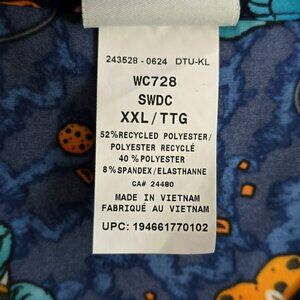 243528 - 0624 DTU-KL
WC728
SWDC
XXL/TTG
52%RECYCLED POLYESTER/
POLYESTER RECYCLÉ
40%POLYESTER
8%SPANDEX/ELASTHANNE
CA# 24480
MADE IN VIETNAM
FABRIQUÉ AU VIETNAM
UPC: 194661770102